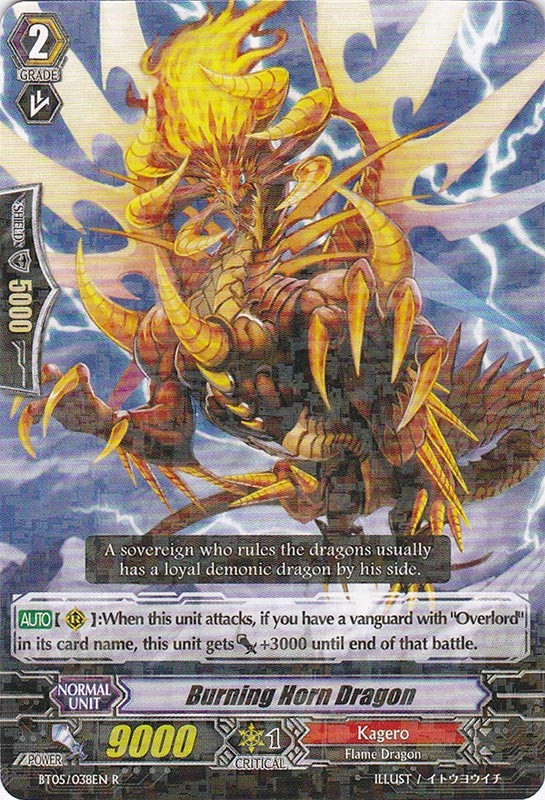 2
GRADE
SHIELD
5000
A sovereign who rules the dragons usually
has a loyal demonic dragon by his side.
AUTO【 R 】:When this unit attacks, if you have a vanguard with "Overlord"
in its card name, this unit gets +3000 until end of that battle.
NORMAL
UNIT
Burning Horn Dragon
POWER
9000
1
CRITICAL
Kagero
Flame Dragon
BT05/038EN R
ILLUST / イトウヨウイチ